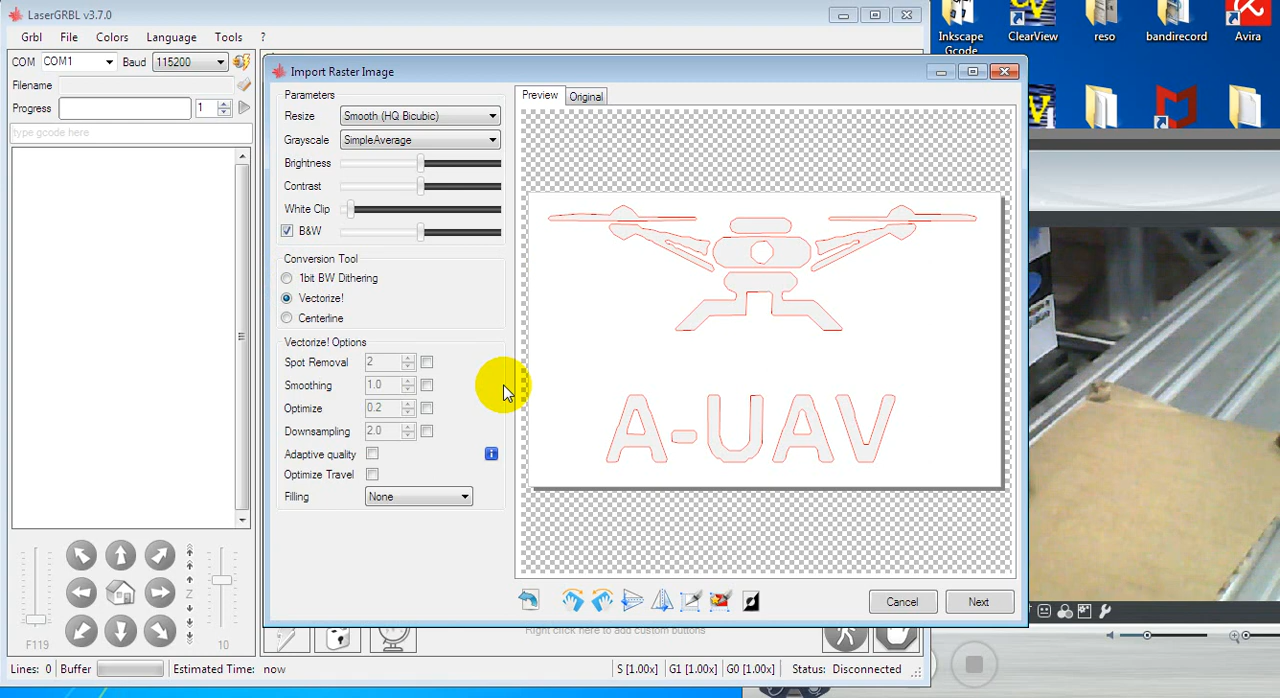 LaserGRBL v3.7.0
Grbl File Colors Language Tools ?
COM COM1 Baud 115200
Filename
Progress 1
type gcode here
F119
Z
10
Lines: 0 Buffer Estimated Time: now
S [1.00x] G1 [1.00x] G0 [1.00x] Status: Disconnected
Right click here to add custom buttons
Import Raster Image
Parameters
Resize Smooth (HQ Bicubic)
Grayscale SimpleAverage
Brightness
Contrast
White Clip
B&W
Conversion Tool
1bit BW Dithering
Vectorize!
Centerline
Vectorize! Options
Spot Removal 2
Smoothing 1.0
Optimize 0.2
Downsampling 2.0
Adaptive quality
Optimize Travel
Filling None
Preview Original
A-UAV
Cancel Next
Inkscape
Gcode
ClearView
reso
bandirecord
Avira